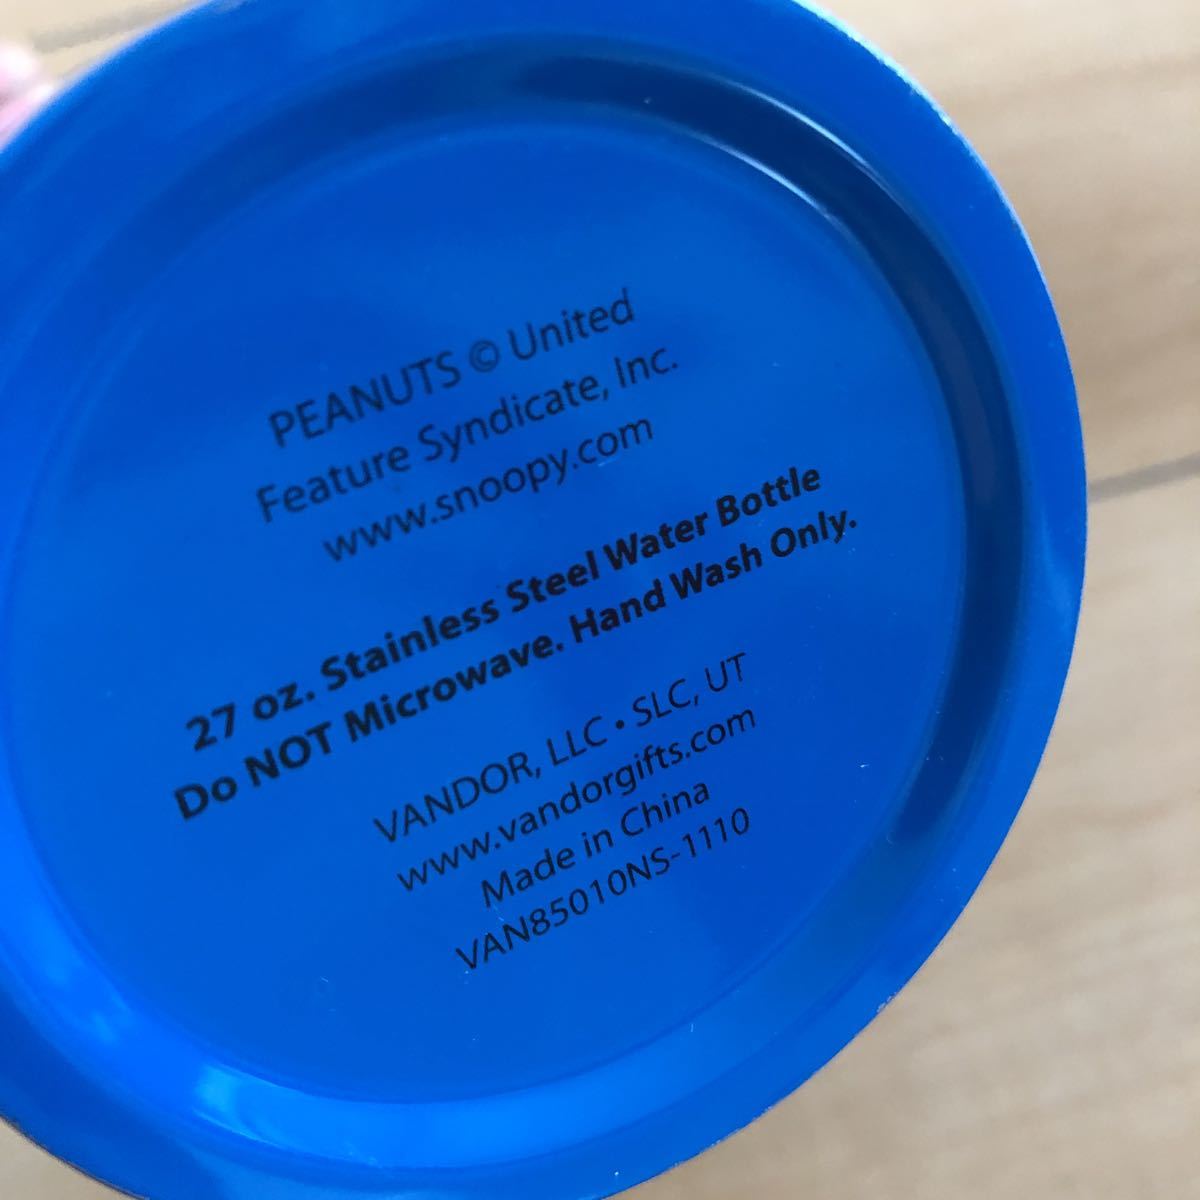 PEANUTS © United
Feature Syndicate, Inc.
www.snoopy.com
27 oz. Stainless Steel Water Bottle
Do NOT Microwave. Hand Wash Only.
VANDOR, LLC • SLC, UT
www.vandorgifts.com
Made in China
VAN85010NS-1110